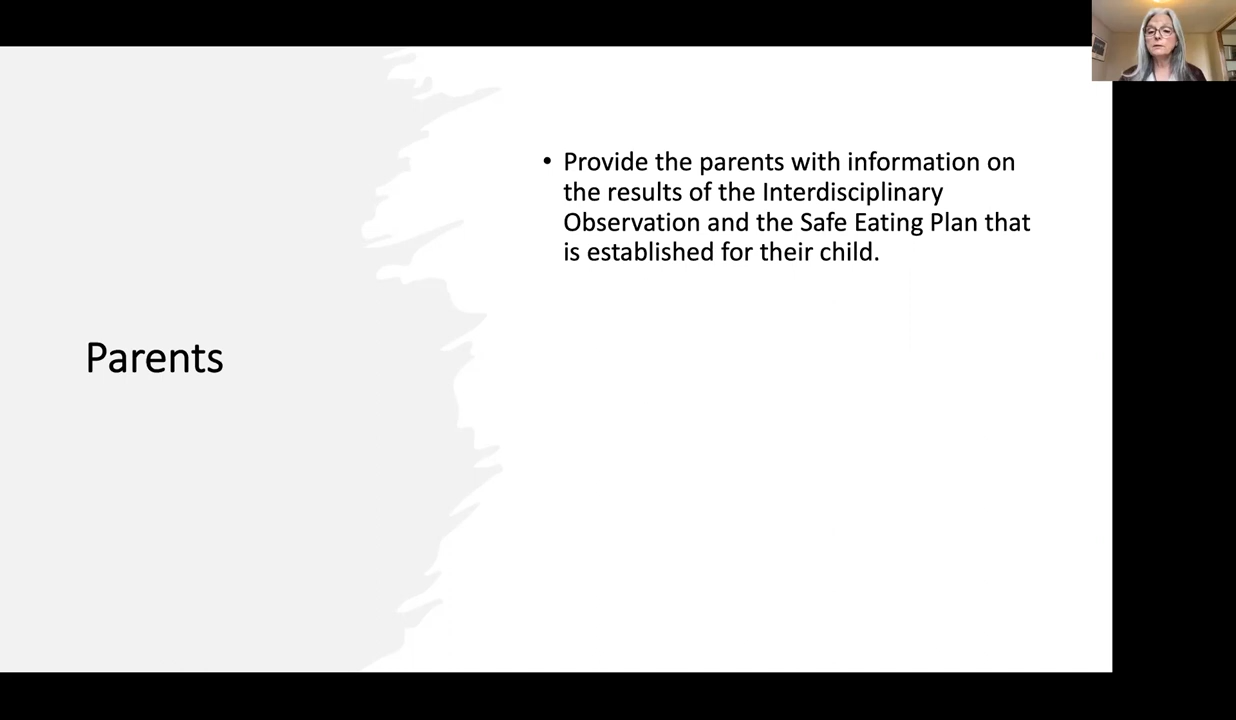 Parents
• Provide the parents with information on
the results of the Interdisciplinary
Observation and the Safe Eating Plan that
is established for their child.